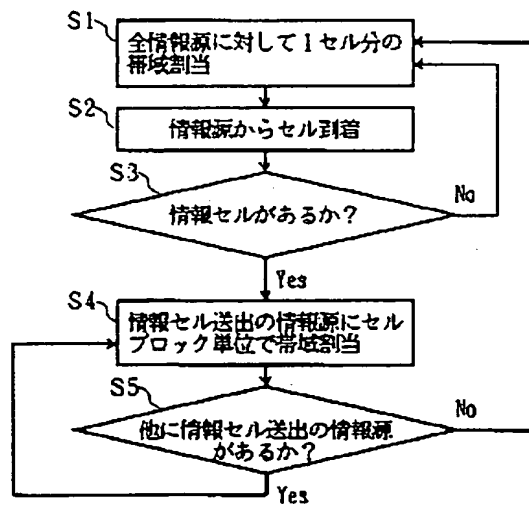 S1
全情報源に対して1セル分の
帯域割当
S2
情報源からセル到着
S3
情報セルがあるか?
No
Yes
S4
情報セル送出の情報源にセル
ブロック単位で帯域割当
S5
他に情報セル送出の情報源
があるか?
No
Yes